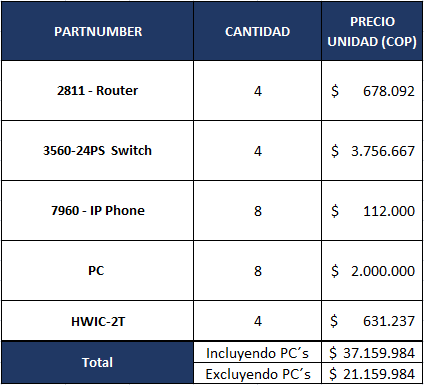 PARTNUMBER CANTIDAD PRECIO UNIDAD (COP)
2811 - Router 4 $ 678.092
3560-24PS Switch 4 $ 3.756.667
7960 - IP Phone 8 $ 112.000
PC 8 $ 2.000.000
HWIC-2T 4 $ 631.237
Total Incluyendo PC´s $ 37.159.984
Excluyendo PC´s $ 21.159.984